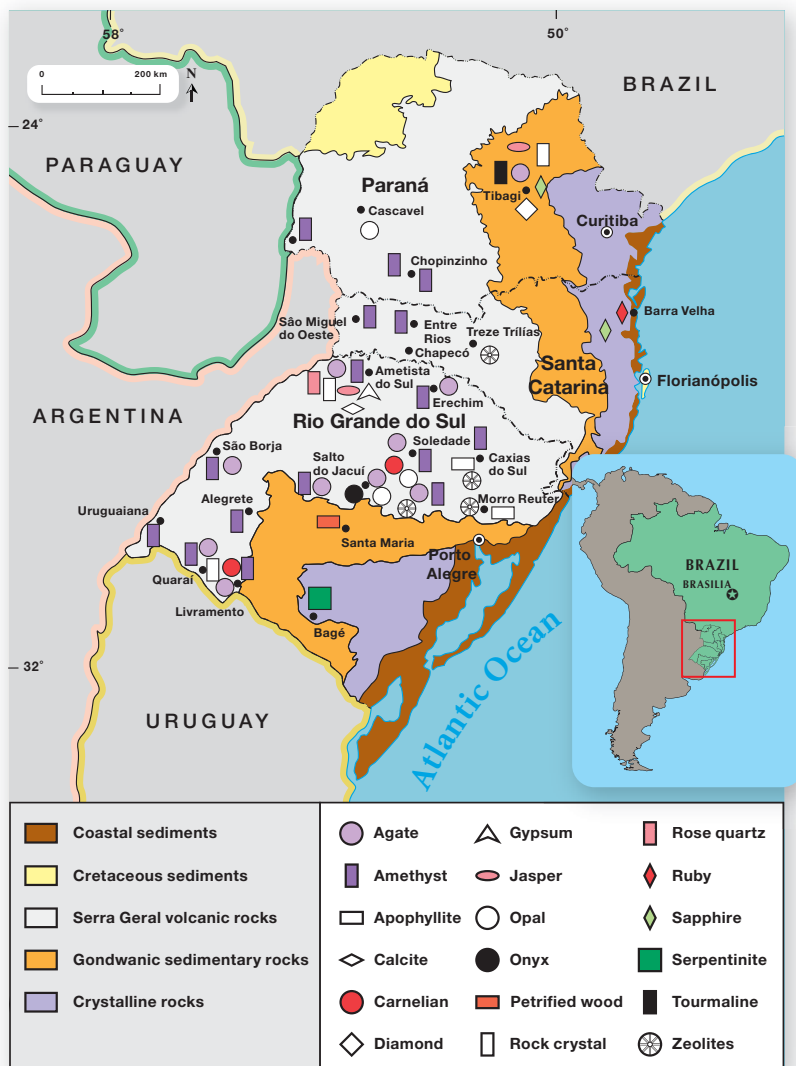 58°
50°
0
200 km
N
BRAZIL
24°
PARAGUAY
Paraná
Tibagi
Cascavel
Curitiba
Chopinzinho
Barra Velha
Sâo Miguel
do Oeste
Entre
Rios
Treze Trílías
Chapecó
Ametista
do Sul
Santa
Catarina
Florianópolis
Erechim
ARGENTINA
Rio Grande do Sul
São Borja
Salto
do Jacuí
Soledade
Caxias
do Sul
Alegrete
Morro Reuter
Uruguaiana
Santa Maria
Porto
Alegre
Quaraí
Livramento
Bagé
32°
URUGUAY
Atlantic Ocean
BRAZIL
BRASILIA
Coastal sediments
Cretaceous sediments
Serra Geral volcanic rocks
Gondwanic sedimentary rocks
Crystalline rocks
Agate
Gypsum
Rose quartz
Amethyst
Jasper
Ruby
Apophyllite
Opal
Sapphire
Calcite
Onyx
Serpentinite
Carnelian
Petrified wood
Tourmaline
Diamond
Rock crystal
Zeolites